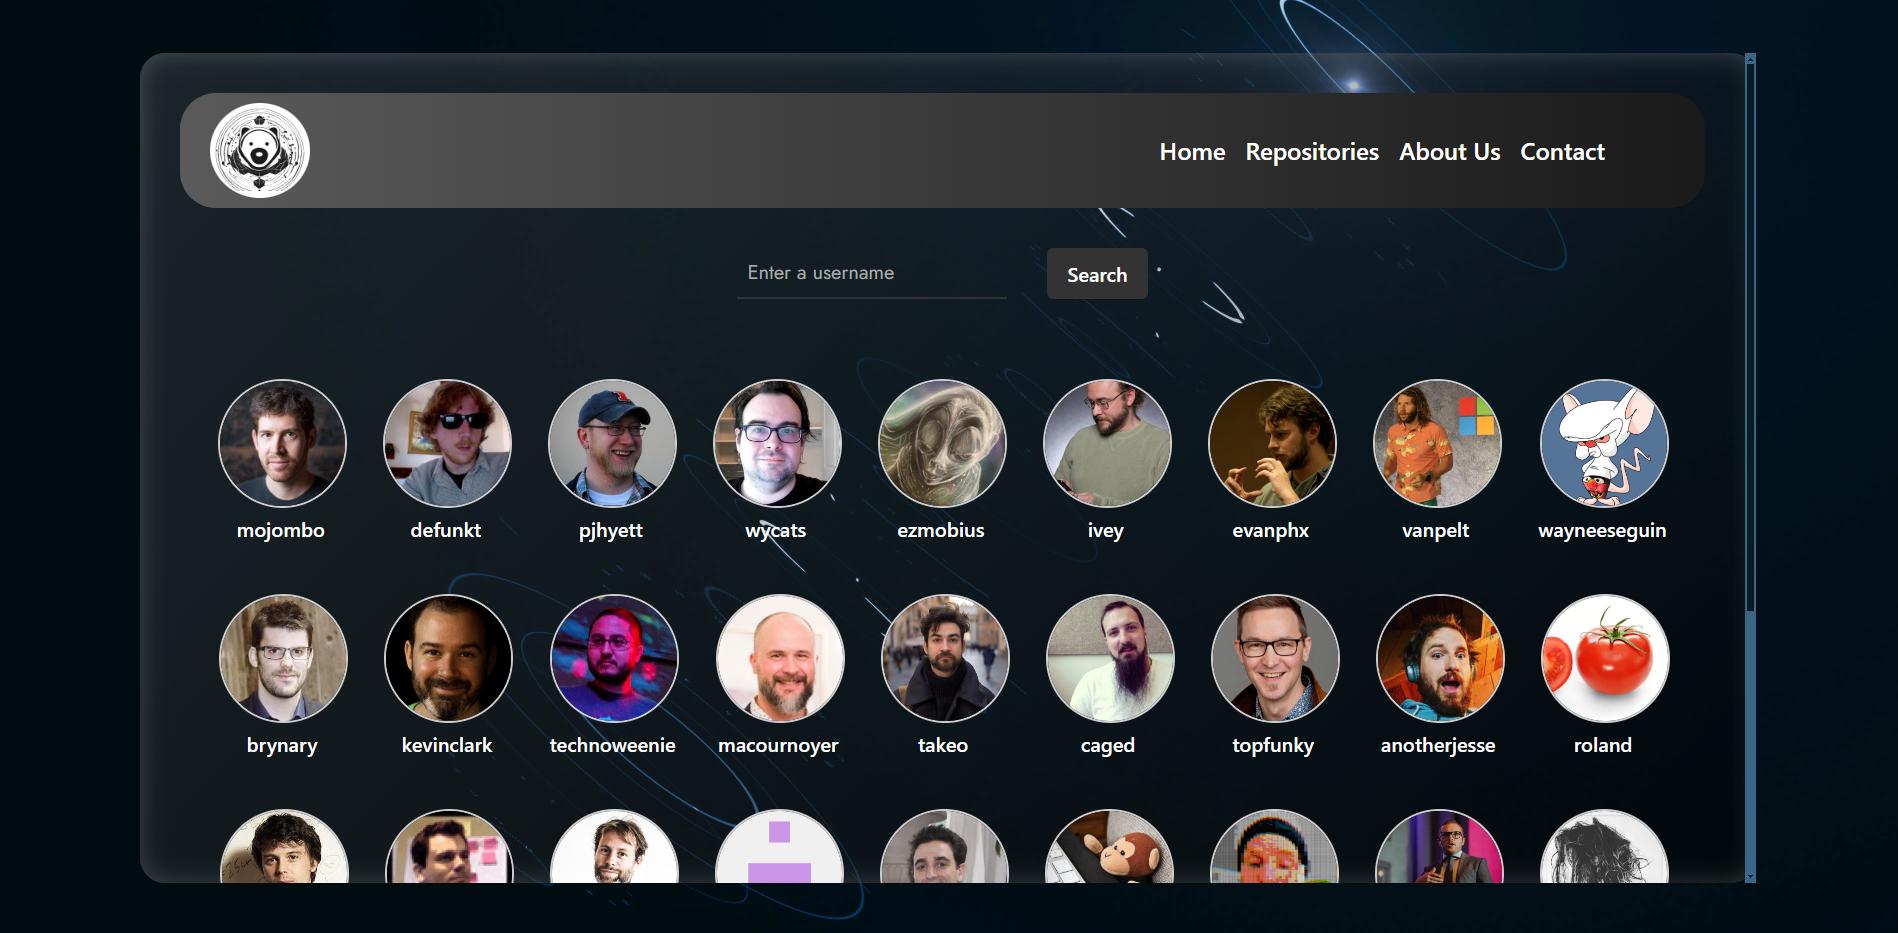 Home Repositories About Us Contact
Enter a username Search
mojombo defunkt pjhyett wycats ezmobius ivey evanphx vanpelt wayneeseguin
brynary kevinclark technoweenie macournoyer takeo caged topfunky anotherjesse roland